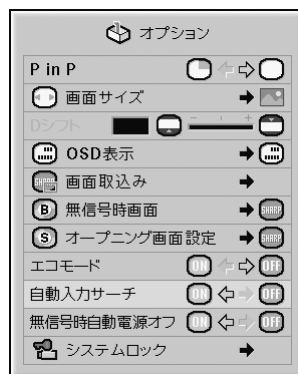 オプション
P in P
画面サイズ
Dシフト
OSD表示
画面取込み
B 無信号時画面 SHARP
S オープニング画面設定 SHARP
エコモード ON OFF
自動入力サーチ ON OFF
無信号時自動電源オフ ON OFF
システムロック